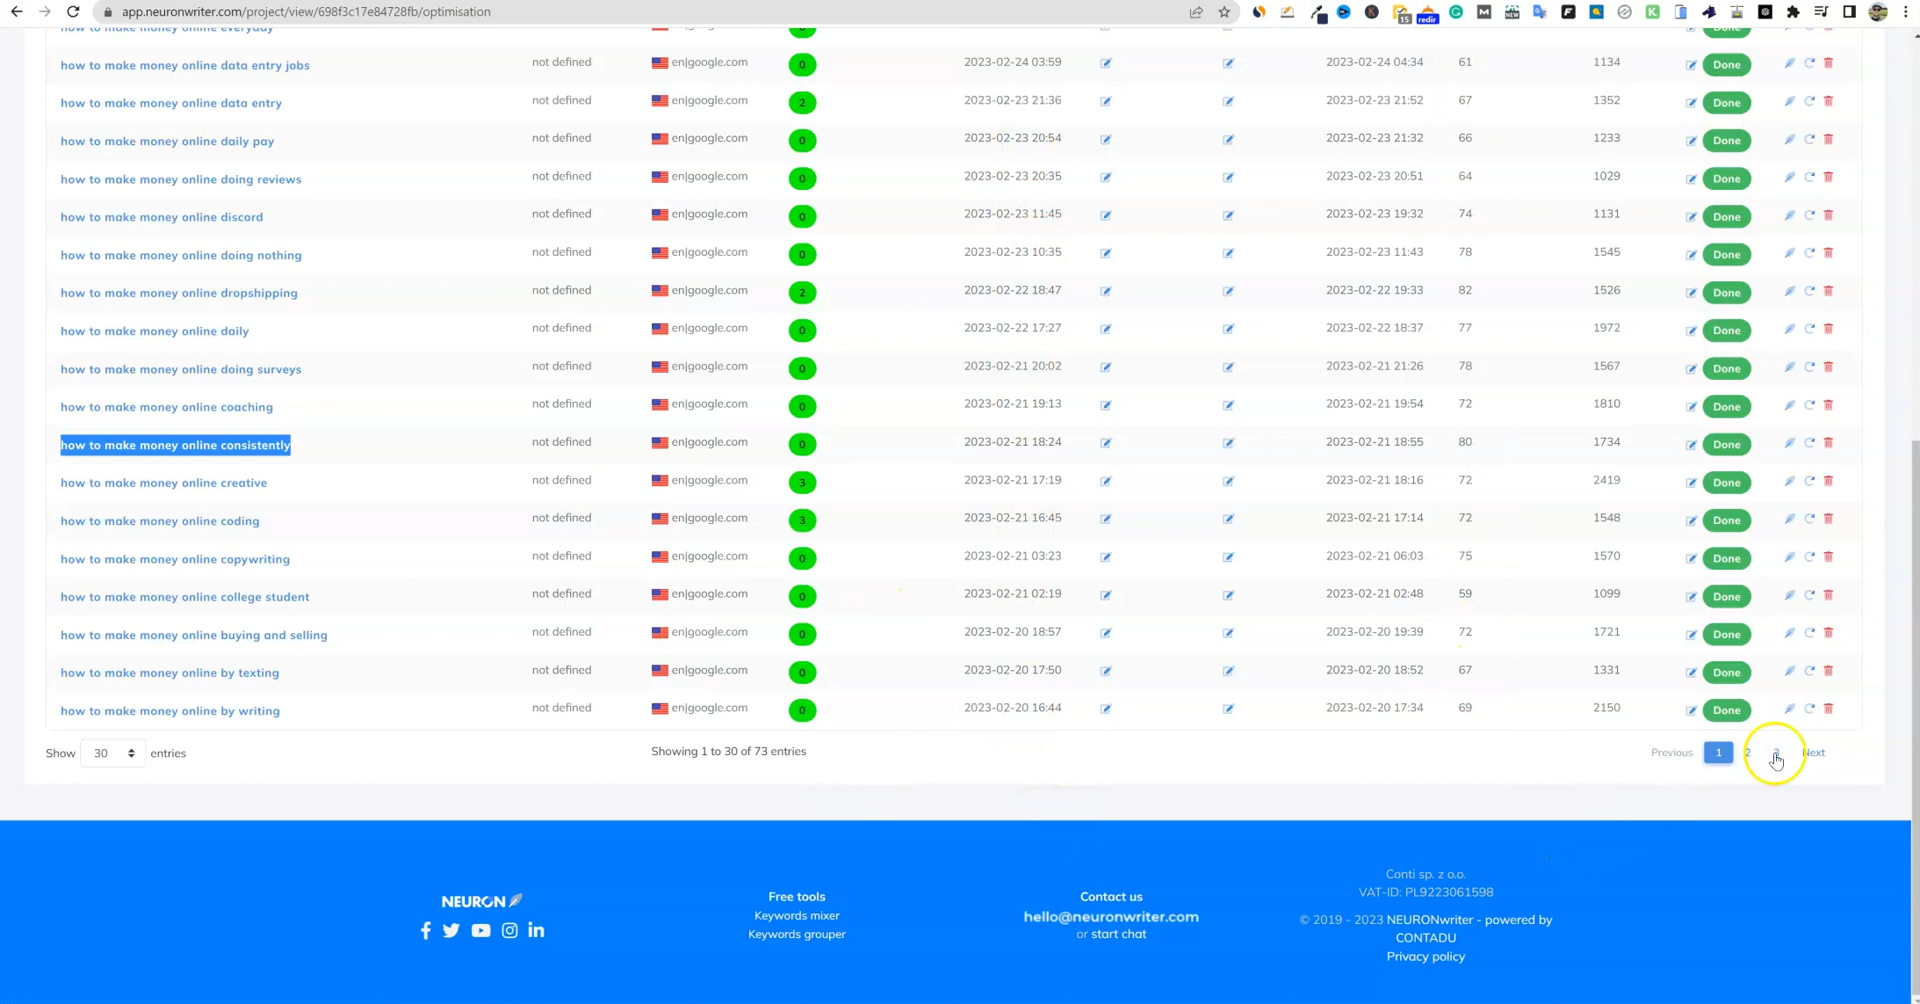 app.neuronwriter.com/project/view/698f3c17e84728fb/optimisation
15 redir NEW
how to make money online everyday
how to make money online data entry jobs not defined en|google.com 0 2023-02-24 03:59 2023-02-24 04:34 61 1134 Done
how to make money online data entry not defined en|google.com 2 2023-02-23 21:36 2023-02-23 21:52 67 1352 Done
how to make money online daily pay not defined en|google.com 0 2023-02-23 20:54 2023-02-23 21:32 66 1233 Done
how to make money online doing reviews not defined en|google.com 0 2023-02-23 20:35 2023-02-23 20:51 64 1029 Done
how to make money online discord not defined en|google.com 0 2023-02-23 11:45 2023-02-23 19:32 74 1131 Done
how to make money online doing nothing not defined en|google.com 0 2023-02-23 10:35 2023-02-23 11:43 78 1545 Done
how to make money online dropshipping not defined en|google.com 2 2023-02-22 18:47 2023-02-22 19:33 82 1526 Done
how to make money online daily not defined en|google.com 0 2023-02-22 17:27 2023-02-22 18:37 77 1972 Done
how to make money online doing surveys not defined en|google.com 0 2023-02-21 20:02 2023-02-21 21:26 78 1567 Done
how to make money online coaching not defined en|google.com 0 2023-02-21 19:13 2023-02-21 19:54 72 1810 Done
how to make money online consistently not defined en|google.com 0 2023-02-21 18:24 2023-02-21 18:55 80 1734 Done
how to make money online creative not defined en|google.com 3 2023-02-21 17:19 2023-02-21 18:16 72 2419 Done
how to make money online coding not defined en|google.com 3 2023-02-21 16:45 2023-02-21 17:14 72 1548 Done
how to make money online copywriting not defined en|google.com 0 2023-02-21 03:23 2023-02-21 06:03 75 1570 Done
how to make money online college student not defined en|google.com 0 2023-02-21 02:19 2023-02-21 02:48 59 1099 Done
how to make money online buying and selling not defined en|google.com 0 2023-02-20 18:57 2023-02-20 19:39 72 1721 Done
how to make money online by texting not defined en|google.com 0 2023-02-20 17:50 2023-02-20 18:52 67 1331 Done
how to make money online by writing not defined en|google.com 0 2023-02-20 16:44 2023-02-20 17:34 69 2150 Done
Show 30 entries Showing 1 to 30 of 73 entries Previous 1 2 3 Next
NEURON
Free tools
Keywords mixer
Keywords grouper
Contact us
hello@neuronwriter.com
or start chat
Conti sp. z o.o.
VAT-ID: PL9223061598
© 2019 - 2023 NEURONwriter - powered by
CONTADU
Privacy policy